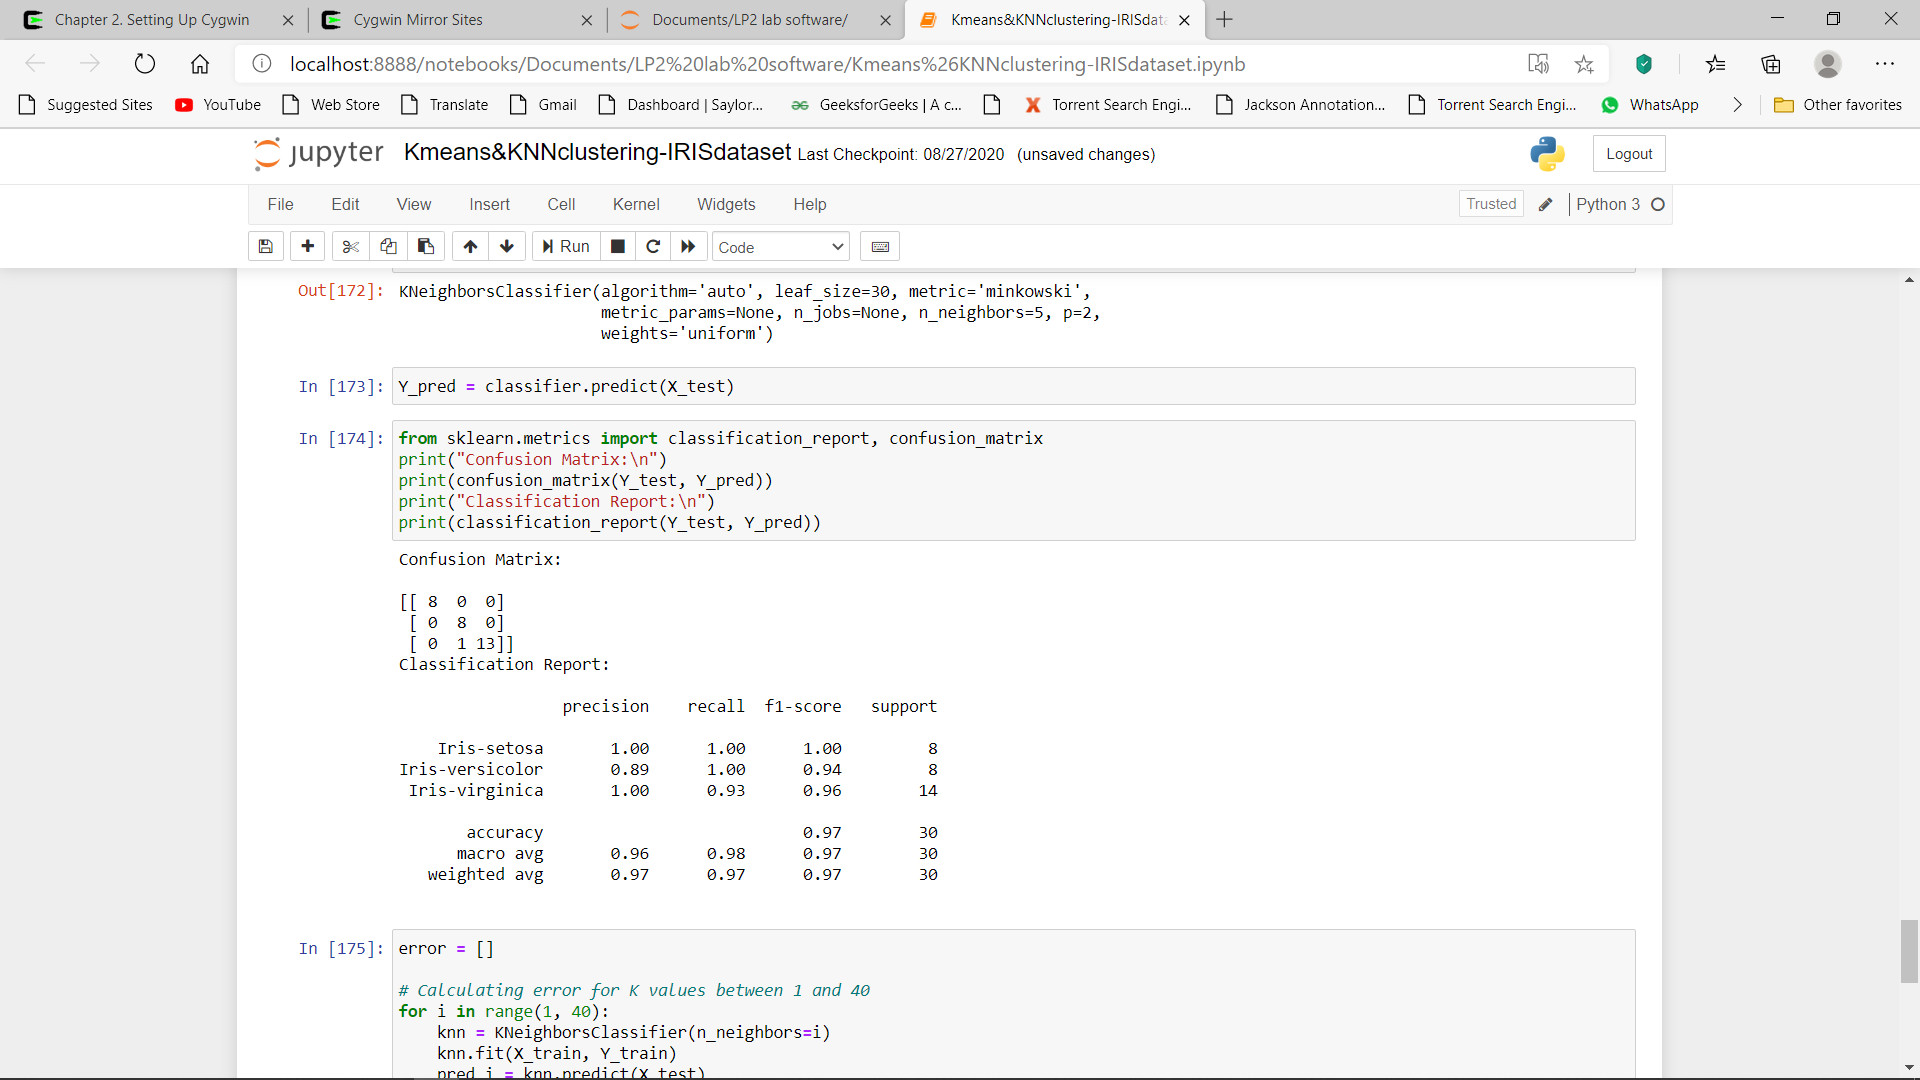 Chapter 2. Setting Up Cygwin
Cygwin Mirror Sites
Documents/LP2 lab software/
Kmeans&KNNclustering-IRISdata
localhost:8888/notebooks/Documents/LP2%20lab%20software/Kmeans%26KNNclustering-IRISdataset.ipynb
Suggested Sites YouTube Web Store Translate Gmail Dashboard | Saylor... GeeksforGeeks | A c... Torrent Search Engi... Jackson Annotation... Torrent Search Engi... WhatsApp Other favorites
jupyter Kmeans&KNNclustering-IRISdataset Last Checkpoint: 08/27/2020 (unsaved changes) Logout
File Edit View Insert Cell Kernel Widgets Help Trusted Python 3
Run Code
Out[172]: KNeighborsClassifier(algorithm='auto', leaf_size=30, metric='minkowski',
metric_params=None, n_jobs=None, n_neighbors=5, p=2,
weights='uniform')
In [173]: Y_pred = classifier.predict(X_test)
In [174]: from sklearn.metrics import classification_report, confusion_matrix
print("Confusion Matrix:\n")
print(confusion_matrix(Y_test, Y_pred))
print("Classification Report:\n")
print(classification_report(Y_test, Y_pred))
Confusion Matrix:
[[ 8 0 0]
[ 0 8 0]
[ 0 1 13]]
Classification Report:
precision recall f1-score support
Iris-setosa 1.00 1.00 1.00 8
Iris-versicolor 0.89 1.00 0.94 8
Iris-virginica 1.00 0.93 0.96 14
accuracy 0.97 30
macro avg 0.96 0.98 0.97 30
weighted avg 0.97 0.97 0.97 30
In [175]: error = []
# Calculating error for K values between 1 and 40
for i in range(1, 40):
knn = KNeighborsClassifier(n_neighbors=i)
knn.fit(X_train, Y_train)
pred_i = knn.predict(X_test)